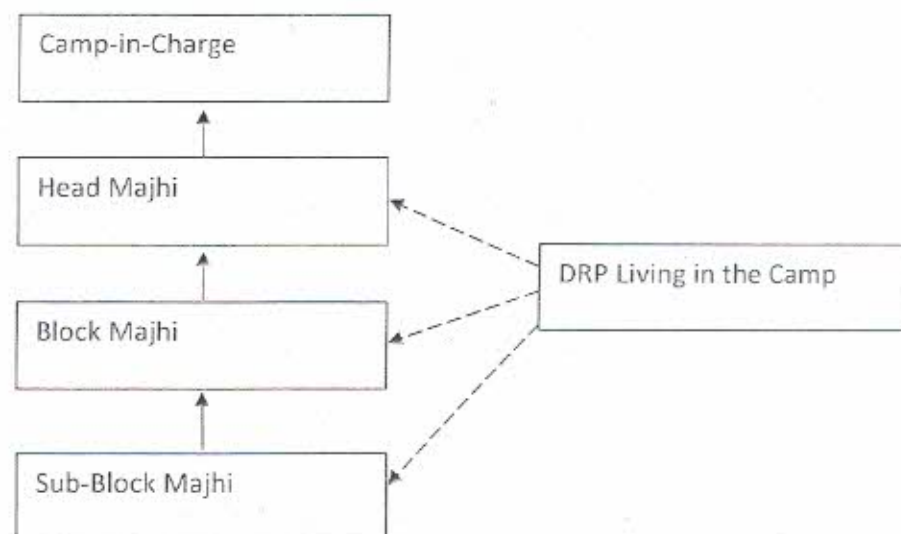 Camp-in-Charge
Head Majhi
DRP Living in the Camp
Block Majhi
Sub-Block Majhi